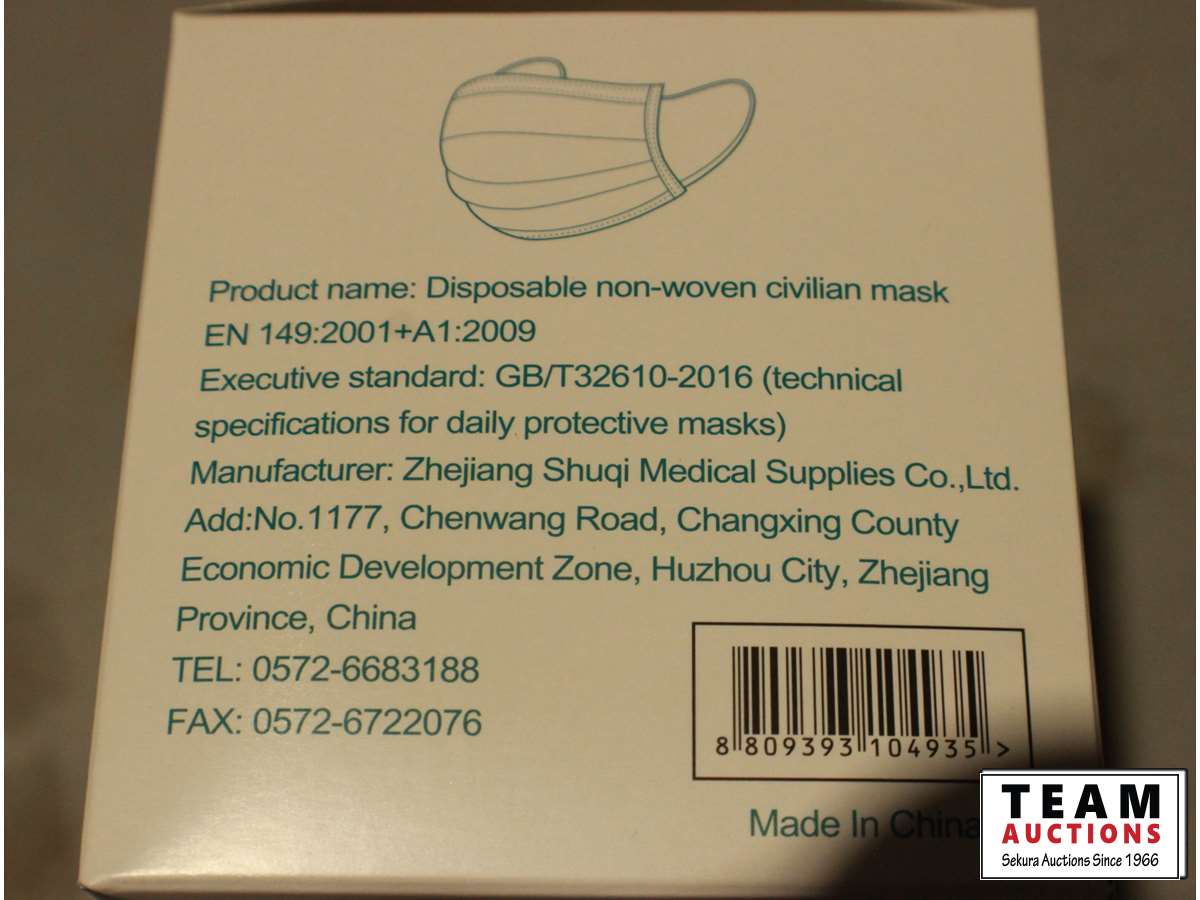 Product name: Disposable non-woven civilian mask
EN 149:2001+A1:2009
Executive standard: GB/T32610-2016 (technical
specifications for daily protective masks)
Manufacturer: Zhejiang Shuqi Medical Supplies Co.,Ltd.
Add:No.1177, Chenwang Road, Changxing County
Economic Development Zone, Huzhou City, Zhejiang
Province, China
TEL: 0572-6683188
FAX: 0572-6722076
8 809393 104935 >
Made In China
TEAM
AUCTIONS
Sekura Auctions Since 1966